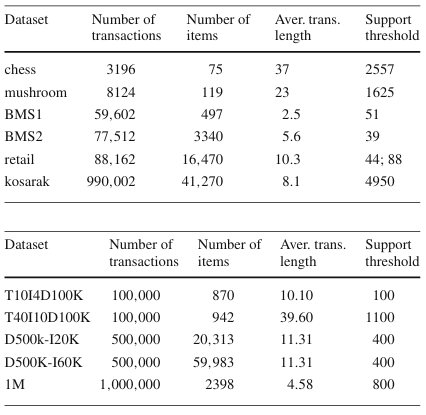 Dataset Number of Number of Aver. trans. Support
transactions items length threshold
chess 3196 75 37 2557
mushroom 8124 119 23 1625
BMS1 59,602 497 2.5 51
BMS2 77,512 3340 5.6 39
retail 88,162 16,470 10.3 44; 88
kosarak 990,002 41,270 8.1 4950
Dataset Number of Number of Aver. trans. Support
transactions items length threshold
T10I4D100K 100,000 870 10.10 100
T40I10D100K 100,000 942 39.60 1100
D500k-I20K 500,000 20,313 11.31 400
D500K-I60K 500,000 59,983 11.31 400
1M 1,000,000 2398 4.58 800